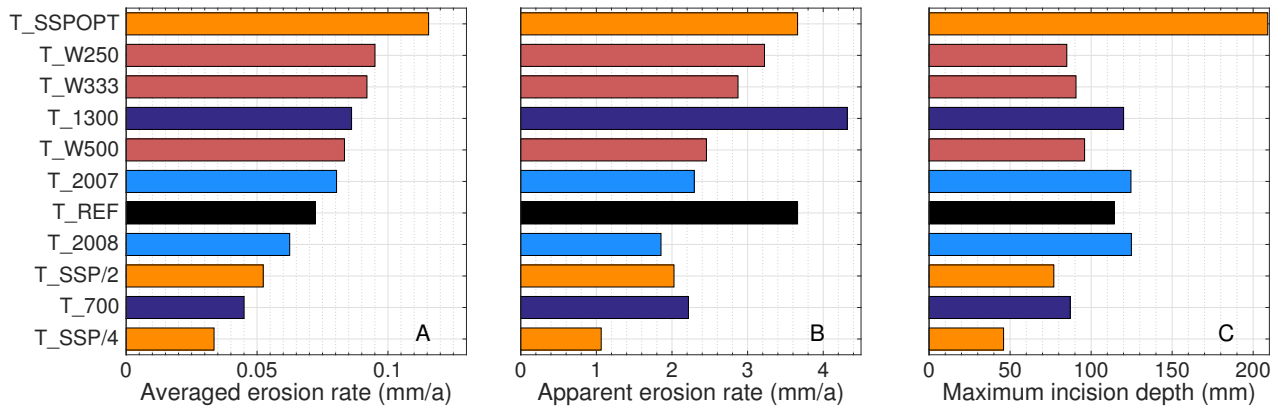 T_SSPOPT
T_W250
T_W333
T_1300
T_W500
T_2007
T_REF
T_2008
T_SSP/2
T_700
T_SSP/4
A
0 0.05 0.1
Averaged erosion rate (mm/a)
B
0 1 2 3 4
Apparent erosion rate (mm/a)
C
0 50 100 150 200
Maximum incision depth (mm)